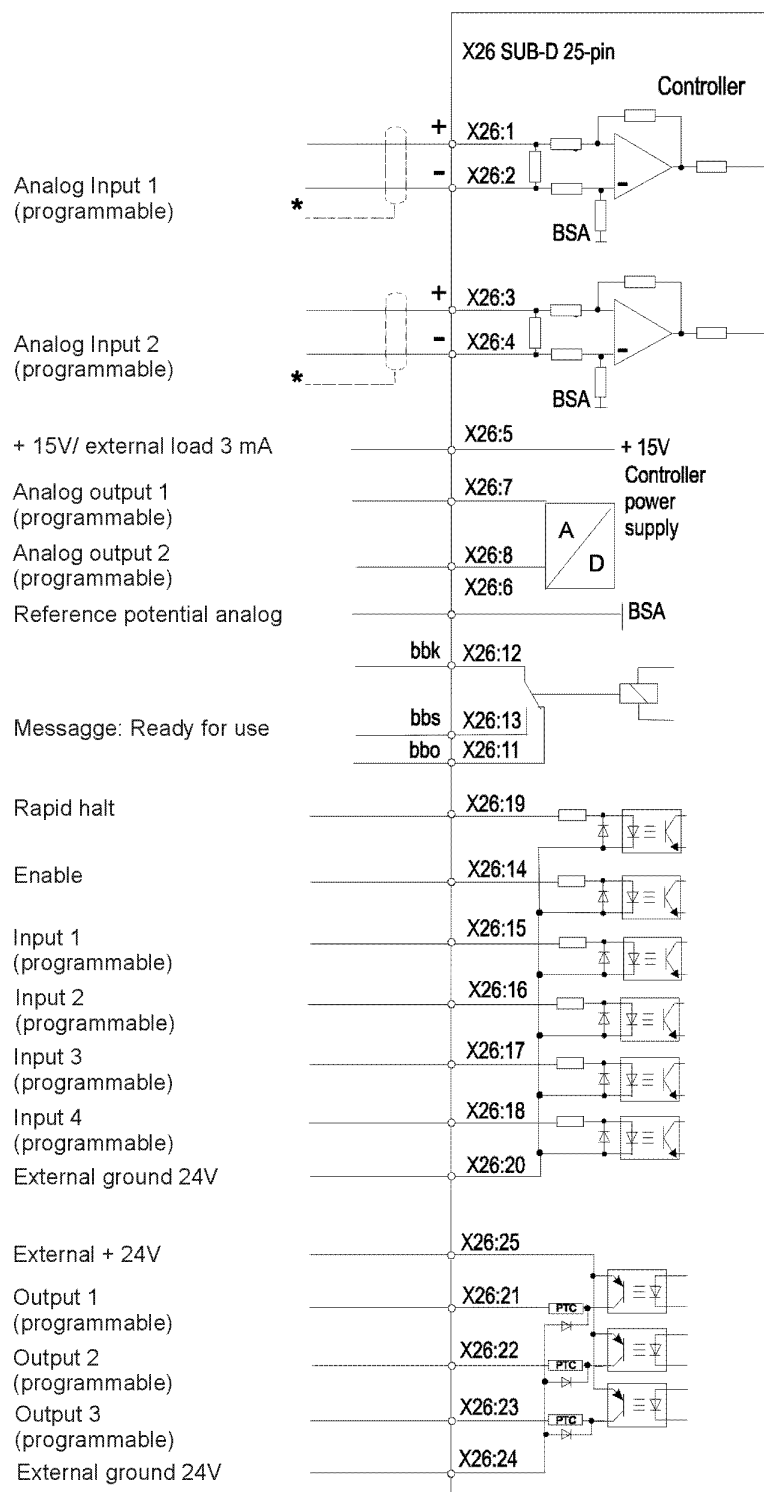 X26 SUB-D 25-pin
Controller
+ X26:1
- X26:2
-
Analog Input 1
(programmable)
*
BSA
+ X26:3
- X26:4
-
Analog Input 2
(programmable)
*
BSA
+ 15V/ external load 3 mA X26:5 + 15V
Controller
power
supply
Analog output 1
(programmable)
X26:7
A
D
Analog output 2
(programmable)
X26:8
X26:6
Reference potential analog BSA
bbk X26:12
Messagge: Ready for use
bbs X26:13
bbo X26:11
Rapid halt X26:19
Enable X26:14
Input 1
(programmable)
X26:15
Input 2
(programmable)
X26:16
Input 3
(programmable)
X26:17
Input 4
(programmable)
X26:18
External ground 24V X26:20
External + 24V X26:25
Output 1
(programmable)
X26:21
PTC
Output 2
(programmable)
X26:22
PTC
Output 3
(programmable)
X26:23
PTC
External ground 24V X26:24